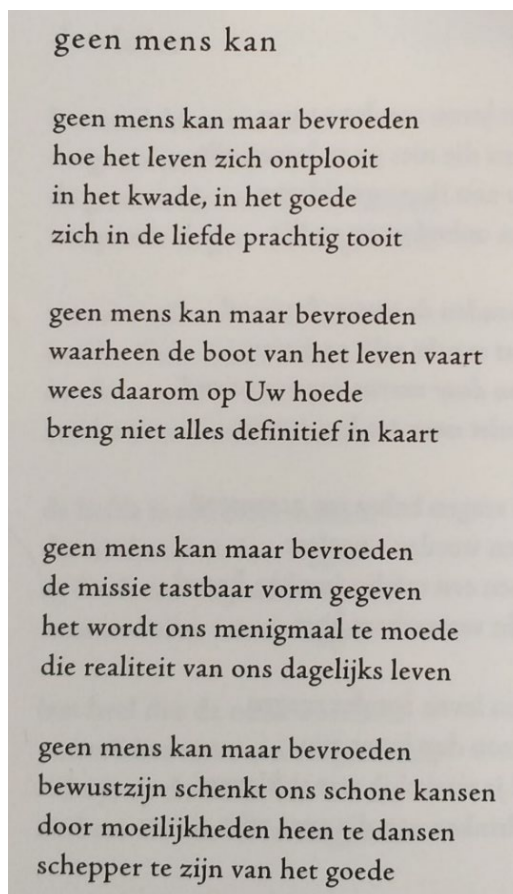 geen mens kan
geen mens kan maar bevroeden
hoe het leven zich ontplooit
in het kwade, in het goede
zich in de liefde prachtig tooit
geen mens kan maar bevroeden
waarheen de boot van het leven vaart
wees daarom op Uw hoede
breng niet alles definitief in kaart
geen mens kan maar bevroeden
de missie tastbaar vorm gegeven
het wordt ons menigmaal te moede
die realiteit van ons dagelijks leven
geen mens kan maar bevroeden
bewustzijn schenkt ons schone kansen
door moeilijkheden heen te dansen
schepper te zijn van het goede